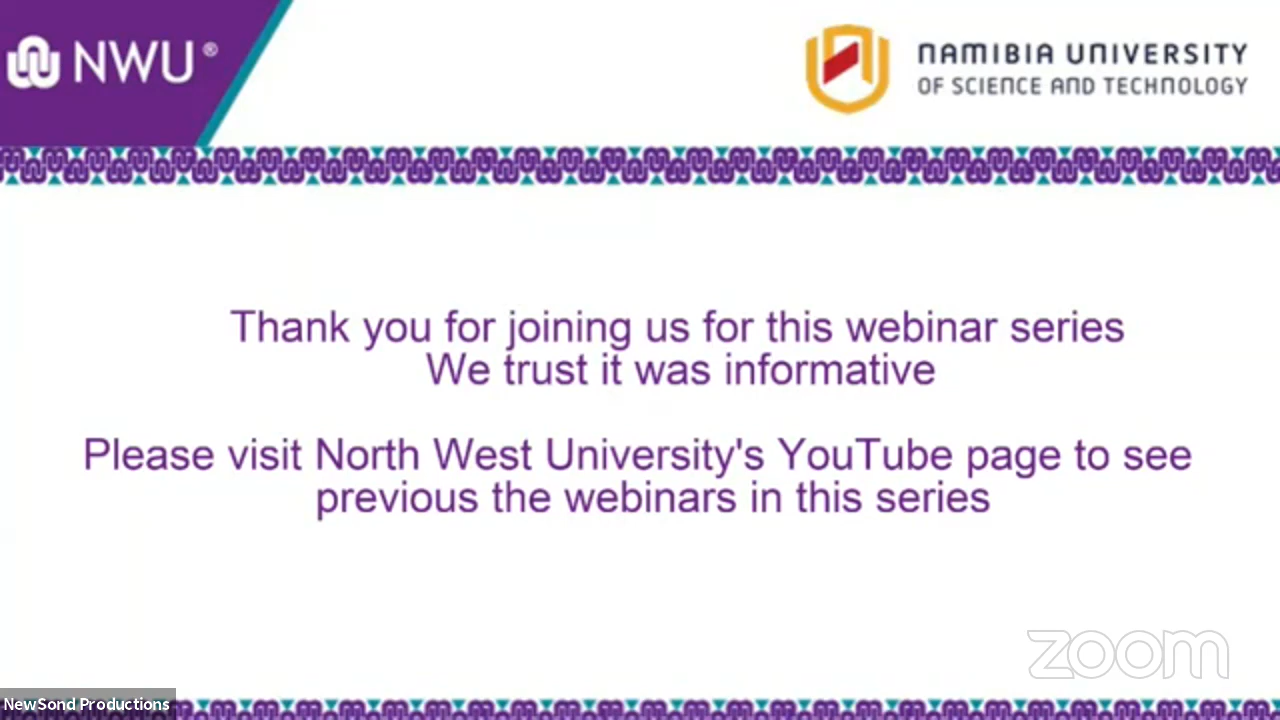 NWU®
NAMIBIA UNIVERSITY
OF SCIENCE AND TECHNOLOGY
Thank you for joining us for this webinar series
We trust it was informative
Please visit North West University's YouTube page to see
previous the webinars in this series
zoom
NewSond Productions